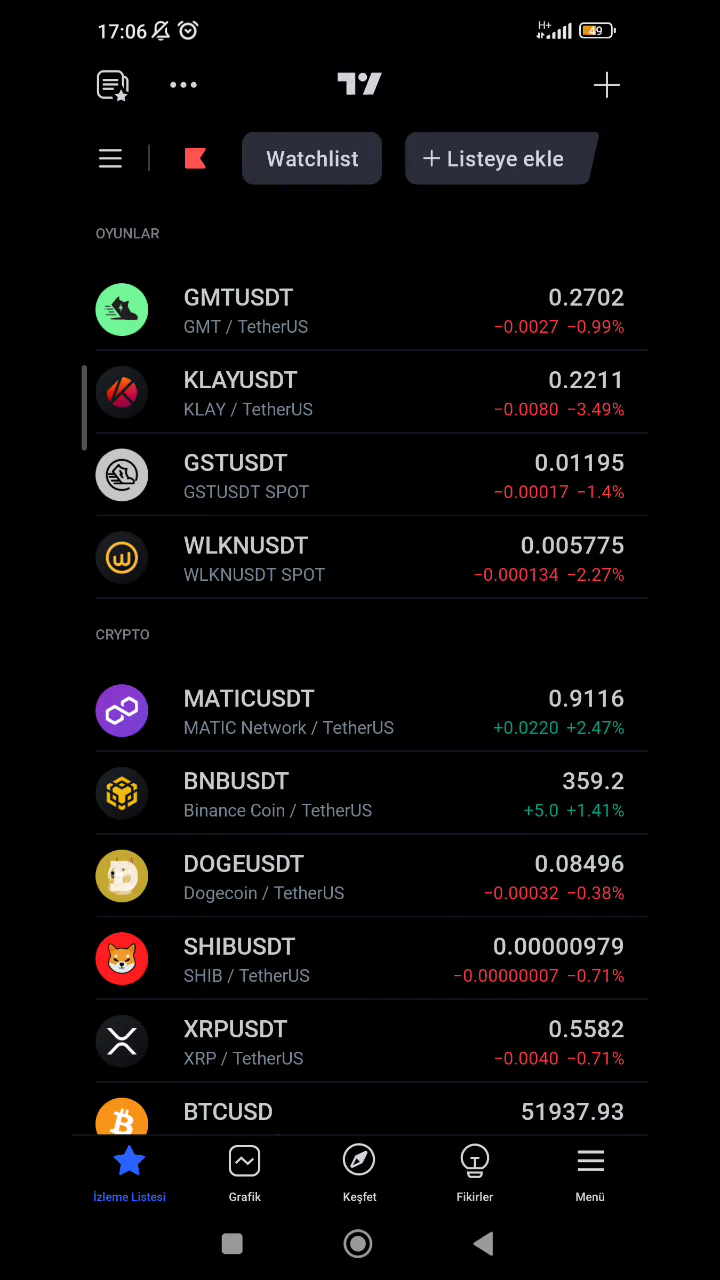 17:06
H+
49
Watchlist
+ Listeye ekle
OYUNLAR
GMTUSDT 0.2702
GMT / TetherUS −0.0027 −0.99%
KLAYUSDT 0.2211
KLAY / TetherUS −0.0080 −3.49%
GSTUSDT 0.01195
GSTUSDT SPOT −0.00017 −1.4%
WLKNUSDT 0.005775
WLKNUSDT SPOT −0.000134 −2.27%
CRYPTO
MATICUSDT 0.9116
MATIC Network / TetherUS +0.0220 +2.47%
BNBUSDT 359.2
Binance Coin / TetherUS +5.0 +1.41%
DOGEUSDT 0.08496
Dogecoin / TetherUS −0.00032 −0.38%
SHIBUSDT 0.00000979
SHIB / TetherUS −0.00000007 −0.71%
XRPUSDT 0.5582
XRP / TetherUS −0.0040 −0.71%
BTCUSD 51937.93
İzleme Listesi Grafik Keşfet Fikirler Menü